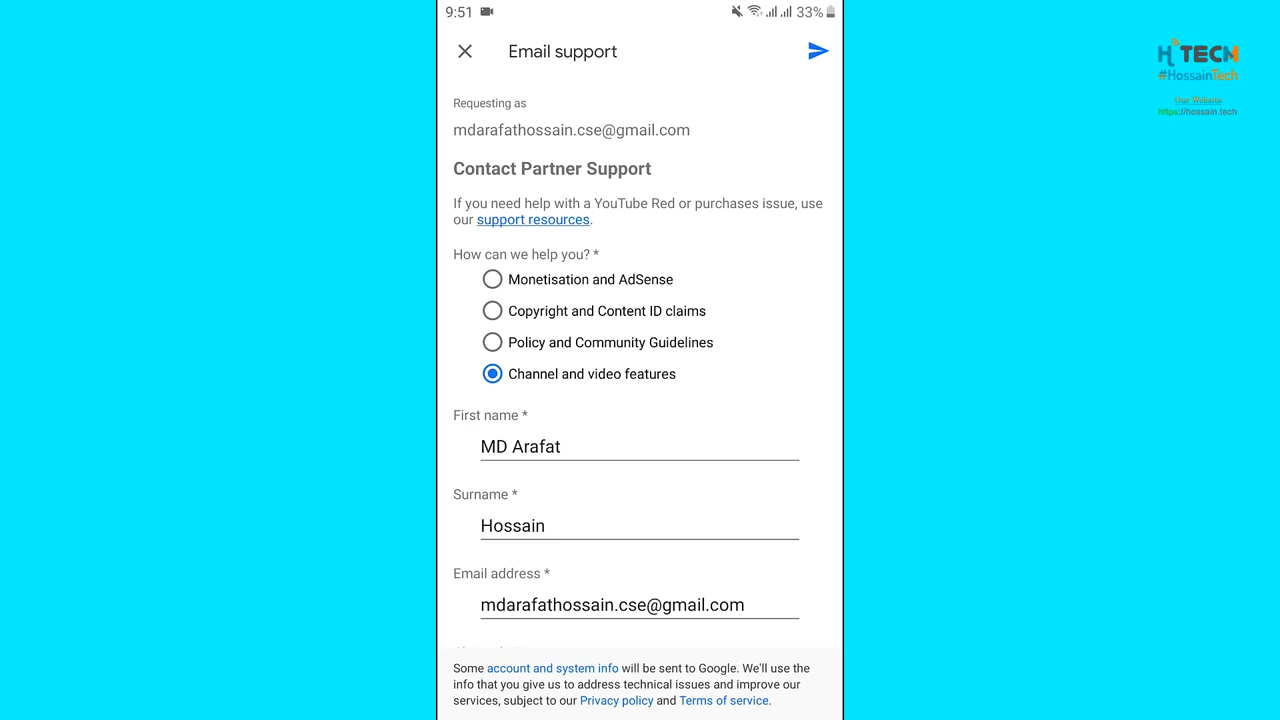 9:51
33%
Email support
Requesting as
mdarafathossain.cse@gmail.com
Contact Partner Support
If you need help with a YouTube Red or purchases issue, use
our support resources.
How can we help you? *
Monetisation and AdSense
Copyright and Content ID claims
Policy and Community Guidelines
Channel and video features
First name *
MD Arafat
Surname *
Hossain
Email address *
mdarafathossain.cse@gmail.com
Some account and system info will be sent to Google. We'll use the
info that you give us to address technical issues and improve our
services, subject to our Privacy policy and Terms of service.
H TECH
#HossainTech
Our Website
https://hossain.tech